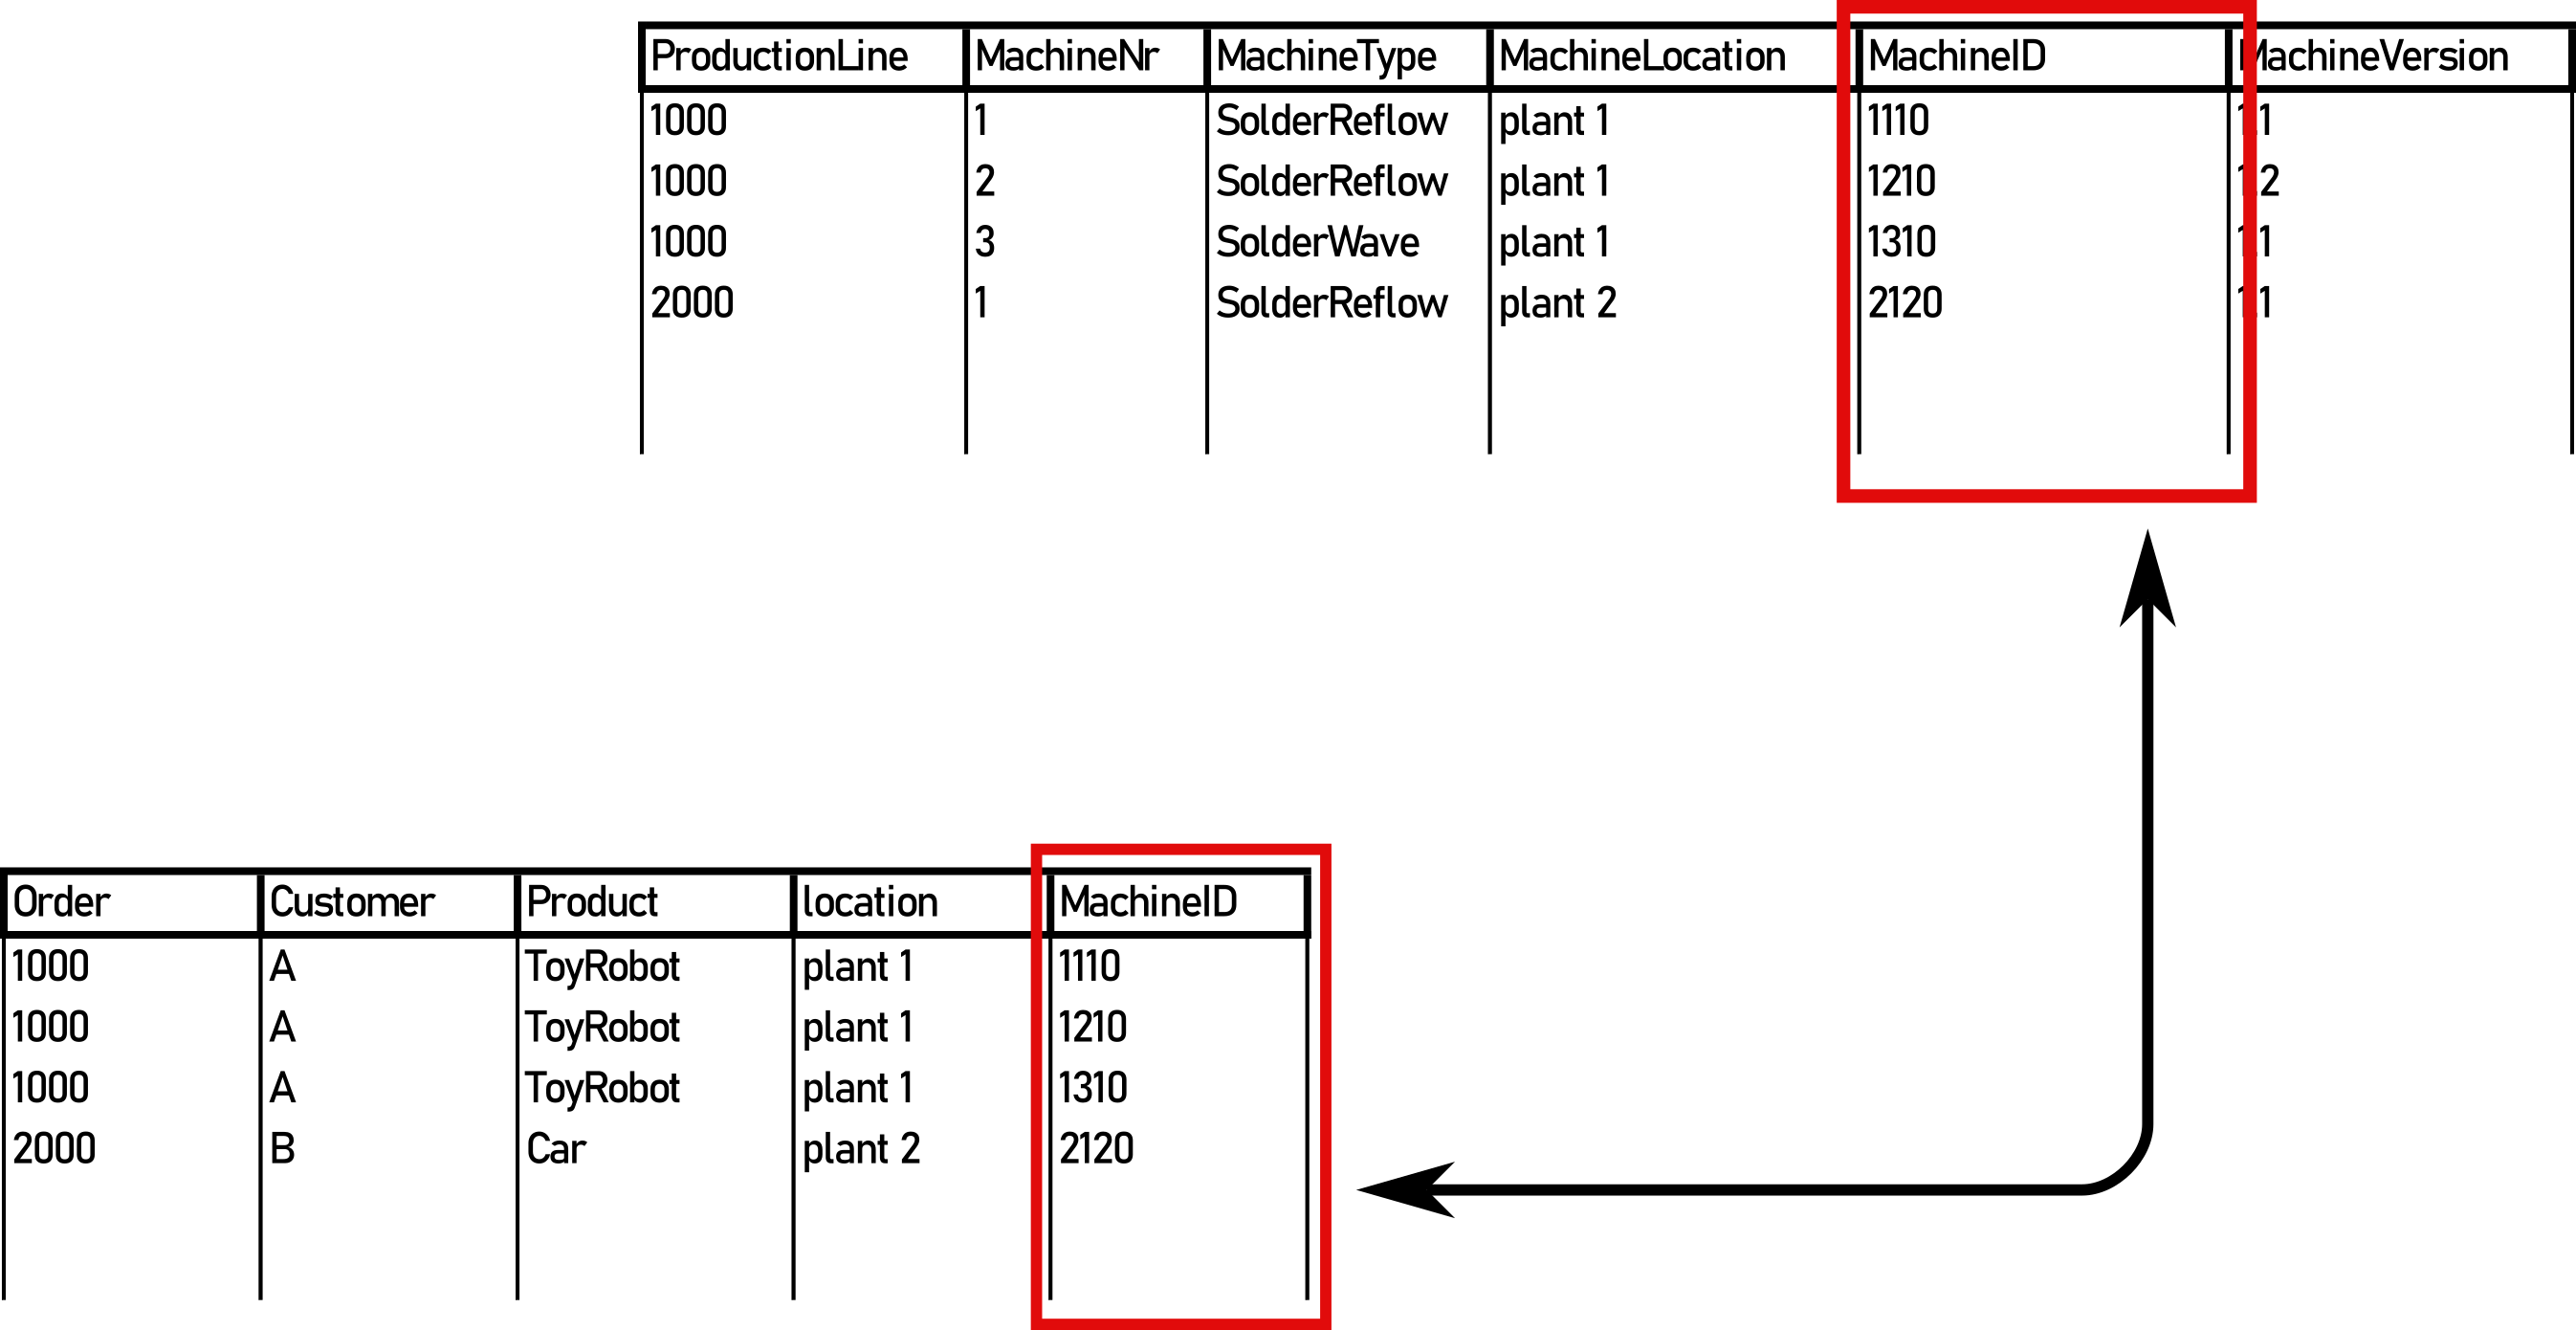 ProductionLine MachineNr MachineType MachineLocation MachineID MachineVersion
1000 1 SolderReflow plant 1 1110 1.1
1000 2 SolderReflow plant 1 1210 1.2
1000 3 SolderWave plant 1 1310 1.1
2000 1 SolderReflow plant 2 2120 1.1
Order Customer Product location MachineID
1000 A ToyRobot plant 1 1110
1000 A ToyRobot plant 1 1210
1000 A ToyRobot plant 1 1310
2000 B Car plant 2 2120